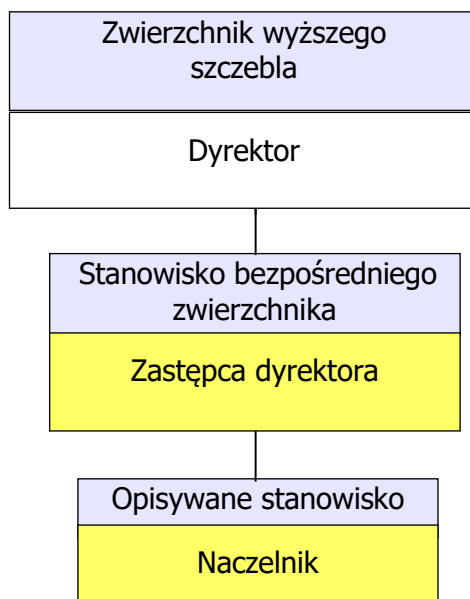 Zwierzchnik wyższego
szczebla
Dyrektor
Stanowisko bezpośredniego
zwierzchnika
Zastępca dyrektora
Opisywane stanowisko
Naczelnik